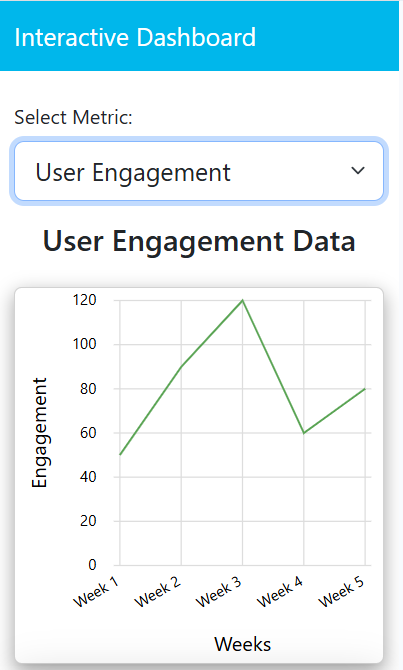 Interactive Dashboard
Select Metric:
User Engagement
User Engagement Data
120
100
80
60
40
20
0
Engagement
Week 1
Week 2
Week 3
Week 4
Week 5
Weeks